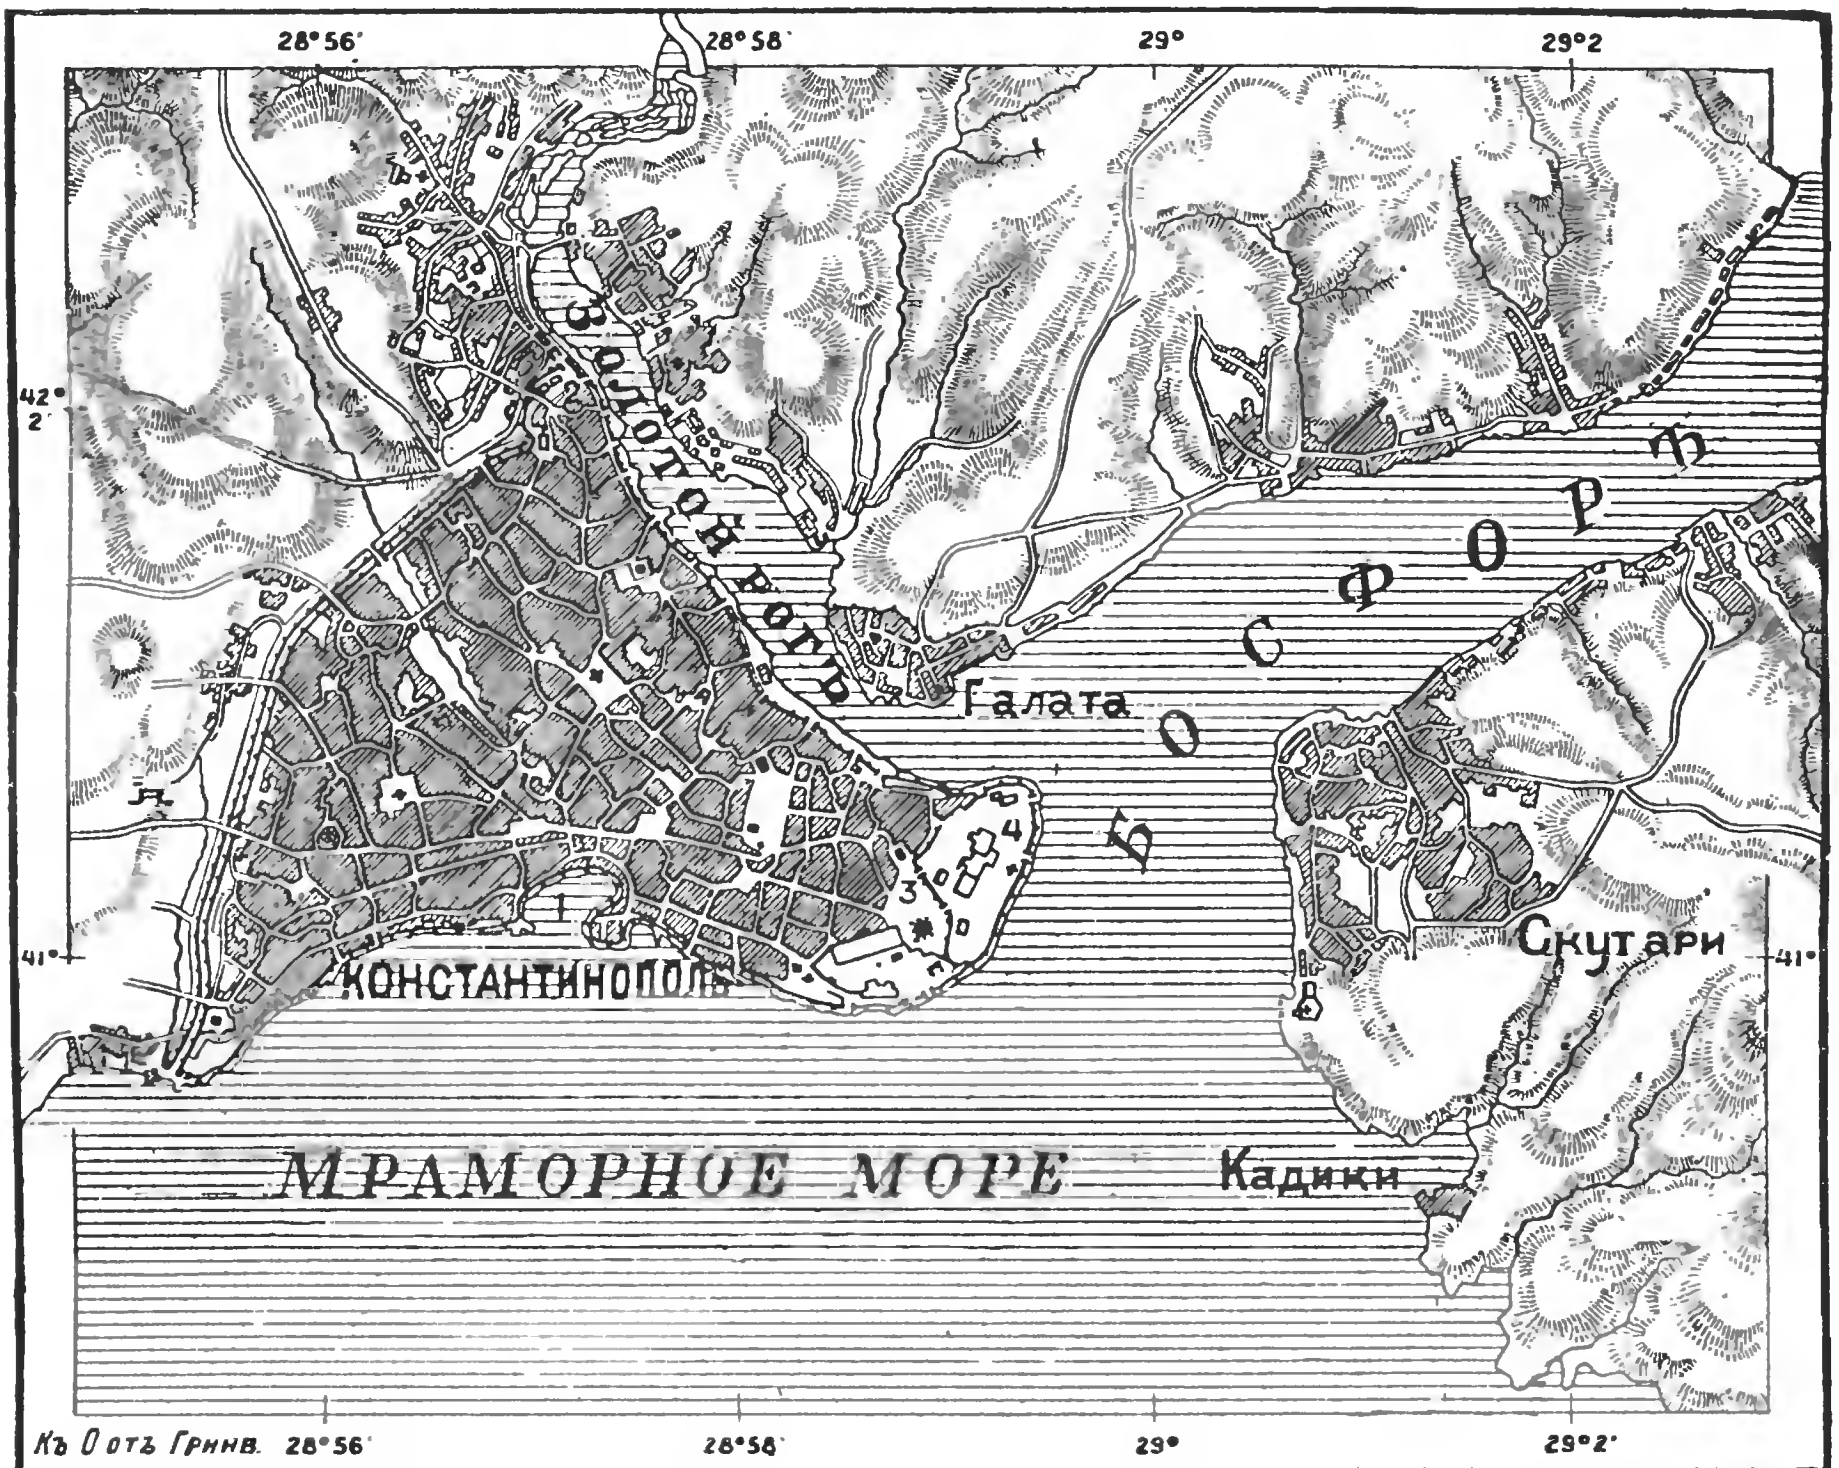 28°56'
28°58'
29°
29°2'
42°
2'
ЗОЛОТОЙ РОГЪ
БОСФОРЪ
Галата
4
3
41°
41°
КОНСТАНТИНОПОЛЬ
Скутари
МРАМОРНОЕ МОРЕ
Кадики
Къ О отъ Гринв.
28°56'
28°58'
29°
29°2'